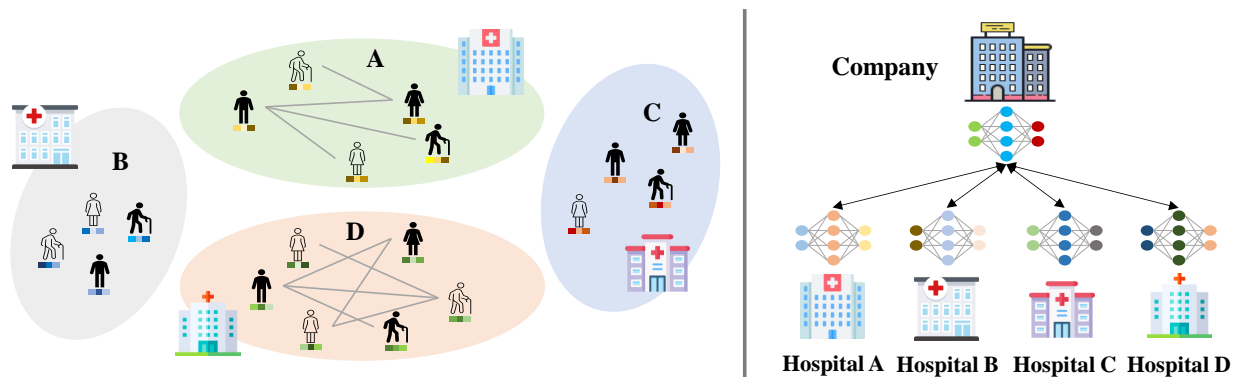 A
B
C
D
Company
Hospital A
Hospital B
Hospital C
Hospital D